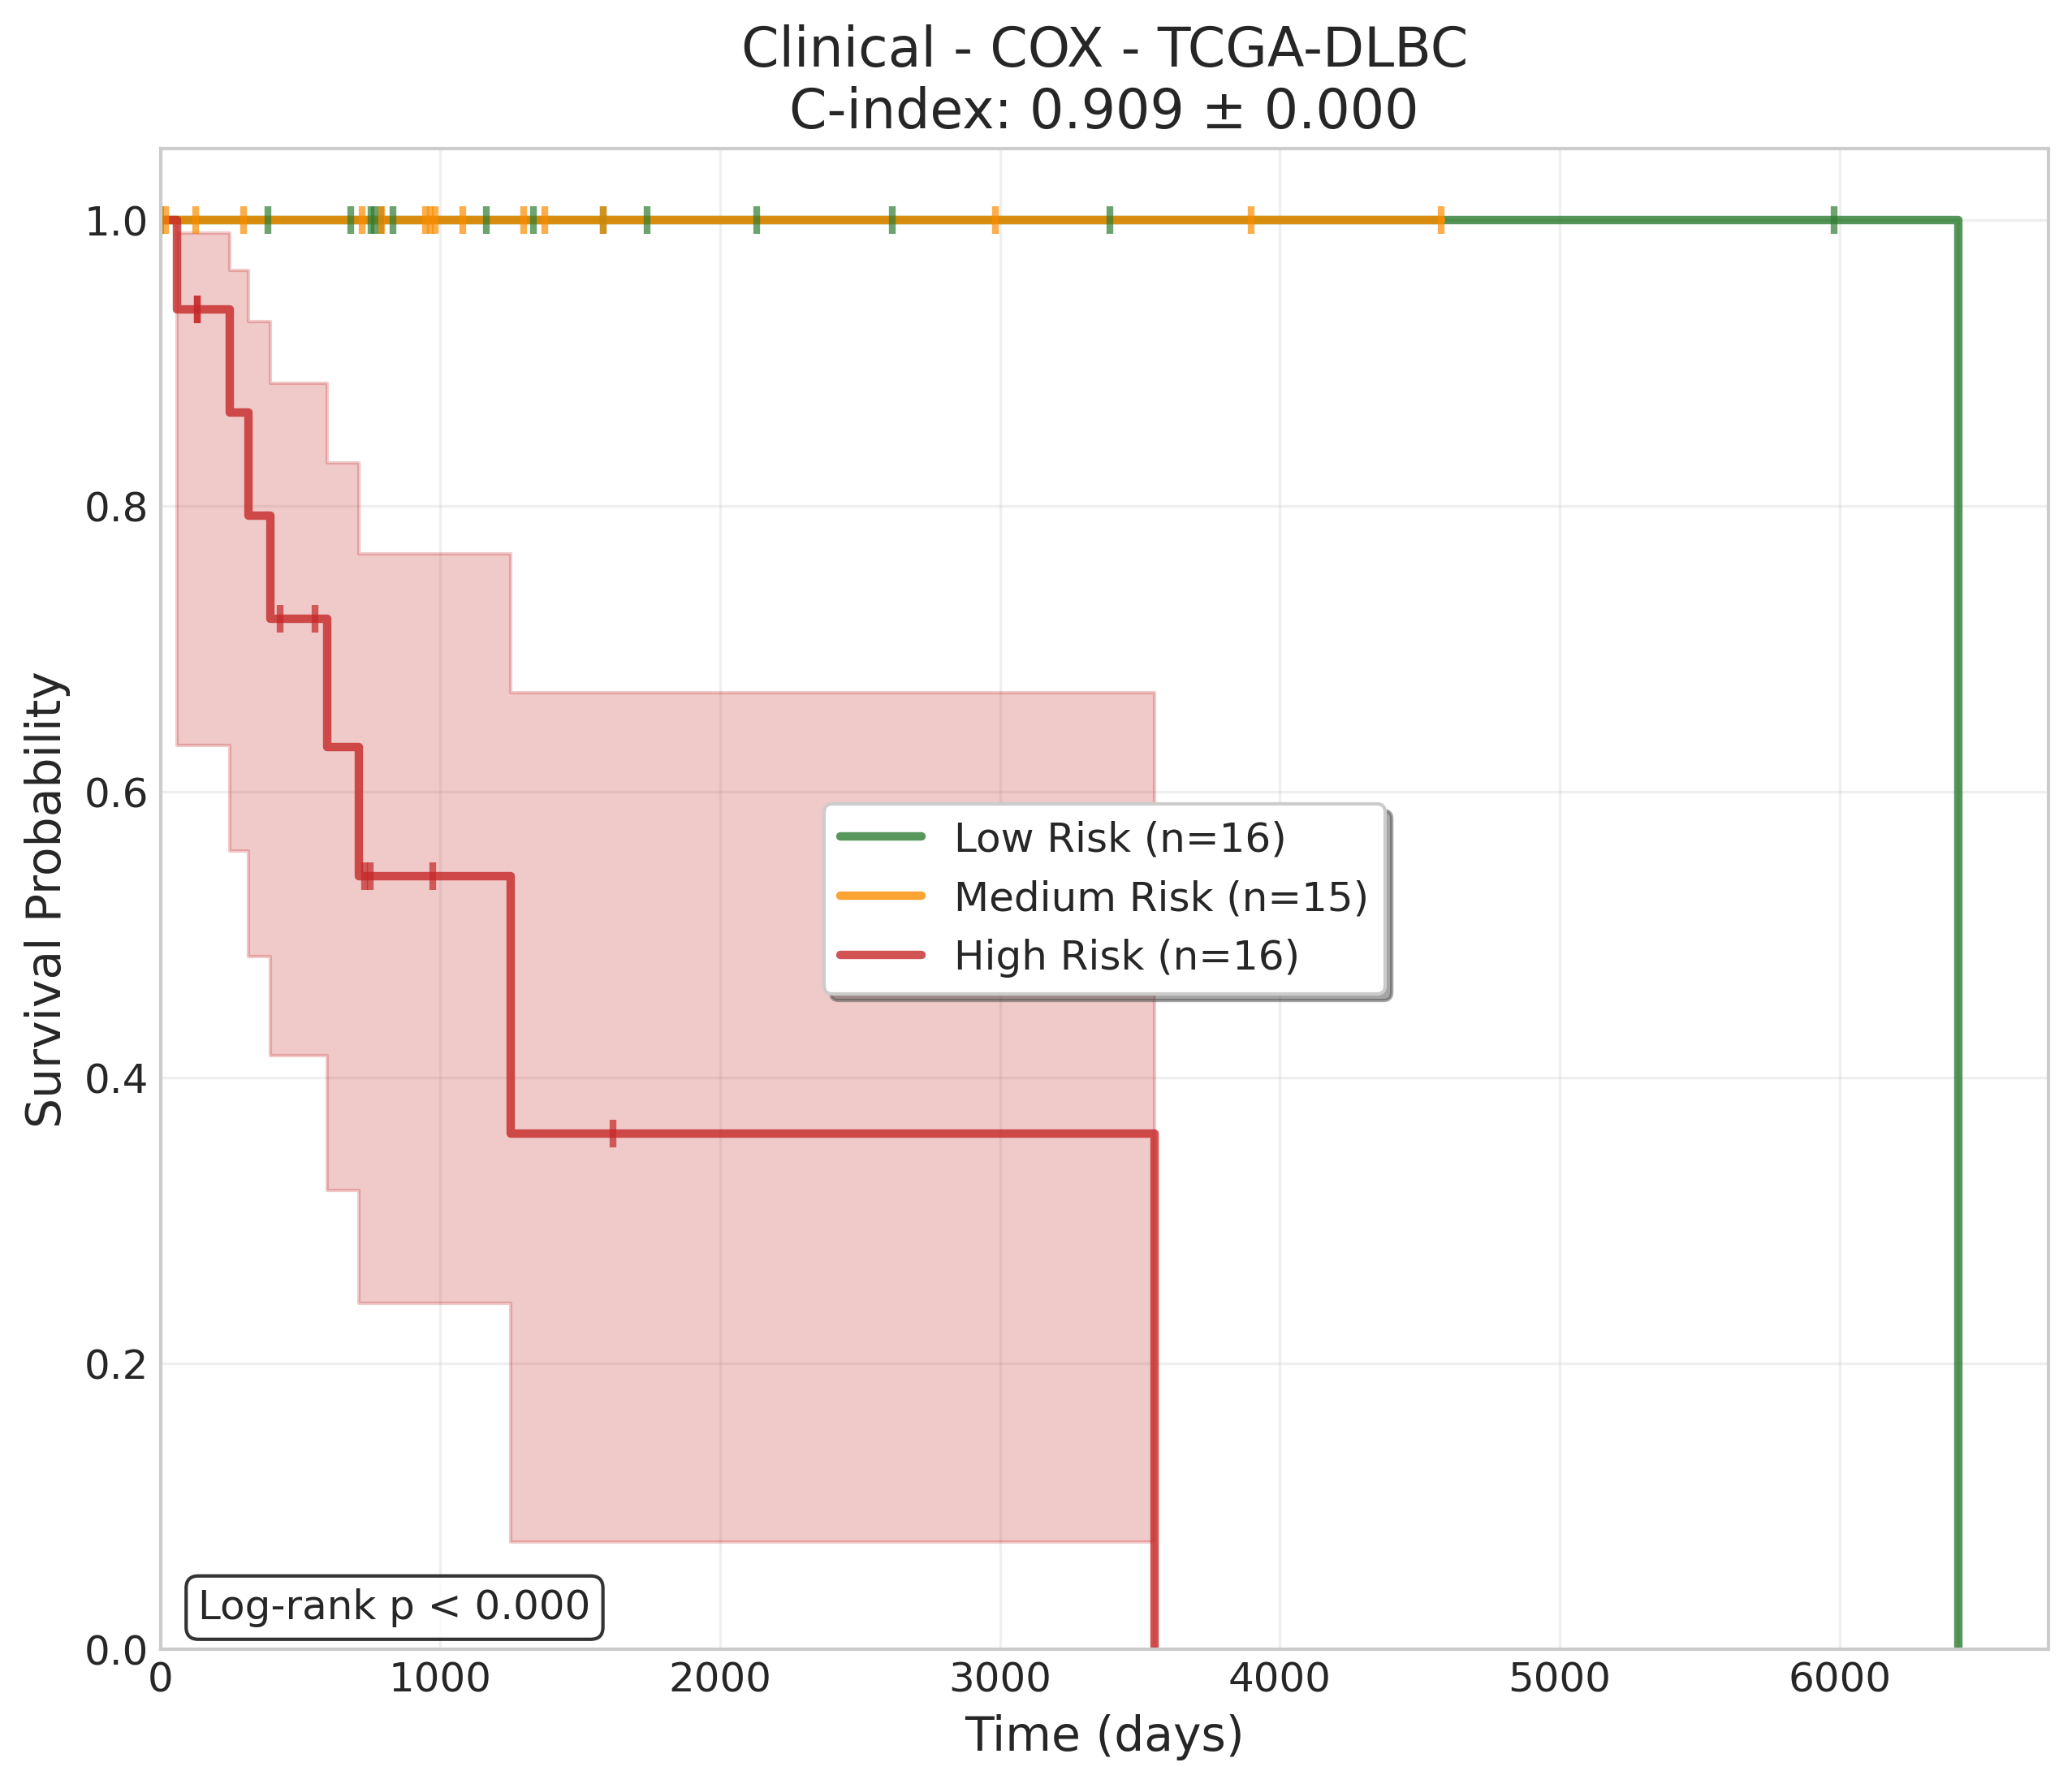 Clinical - COX - TCGA-DLBC
C-index: 0.909 ± 0.000
Survival Probability
1.0
0.8
0.6
0.4
0.2
0.0
Low Risk (n=16)
Medium Risk (n=15)
High Risk (n=16)
Log-rank p < 0.000
0 1000 2000 3000 4000 5000 6000
Time (days)